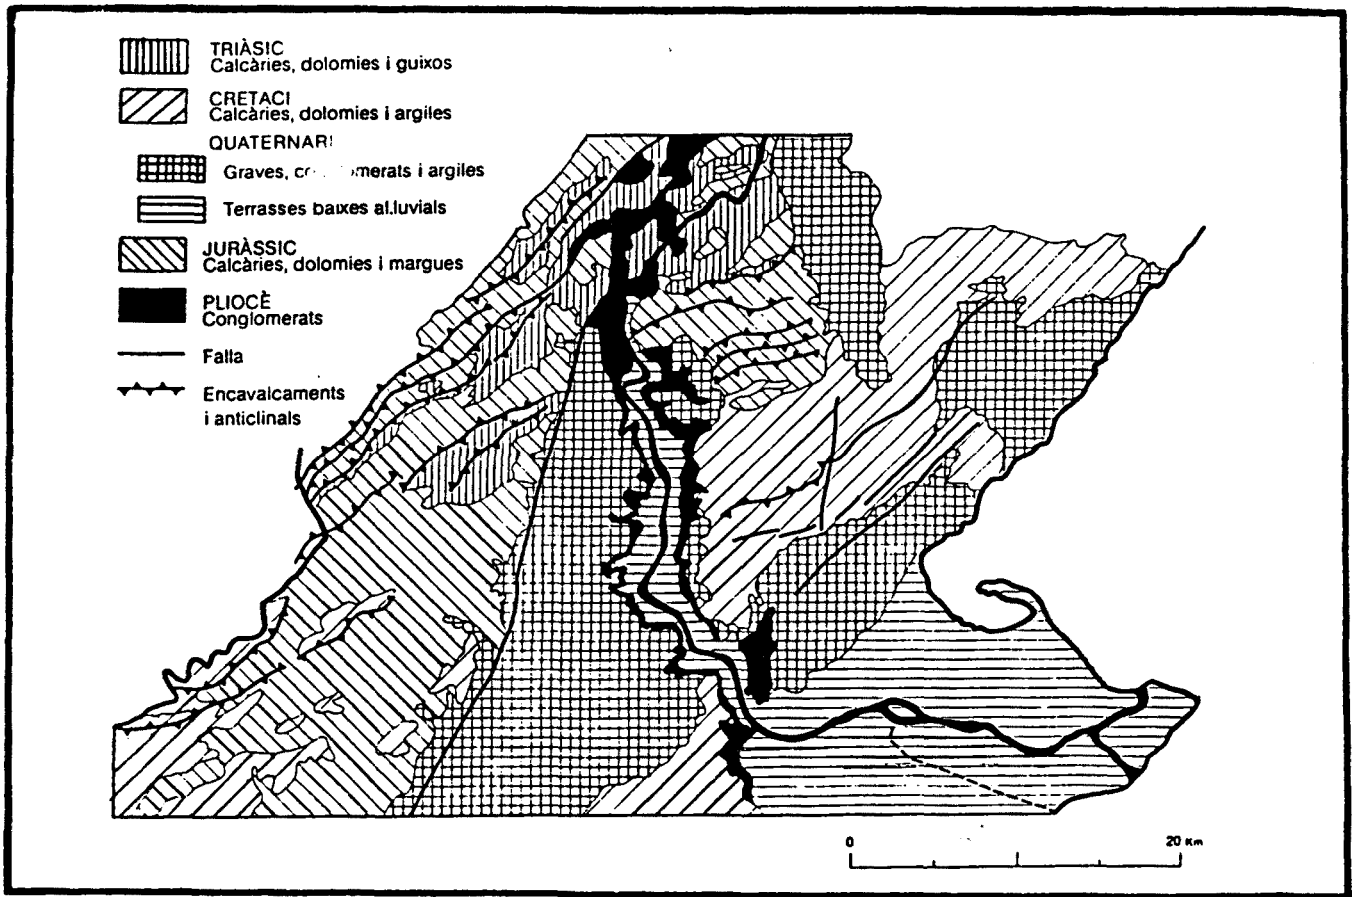 TRIÀSIC
Calcàries, dolomies i guixos
CRETACI
Calcàries, dolomies i argiles
QUATERNARI
Graves, merats i argiles
Terrasses baixes al.luvials
JURÀSSIC
Calcàries, dolomies i margues
PLIOCÈ
Conglomerats
Falla
Encavalcaments
i anticlinals
0 20 Km